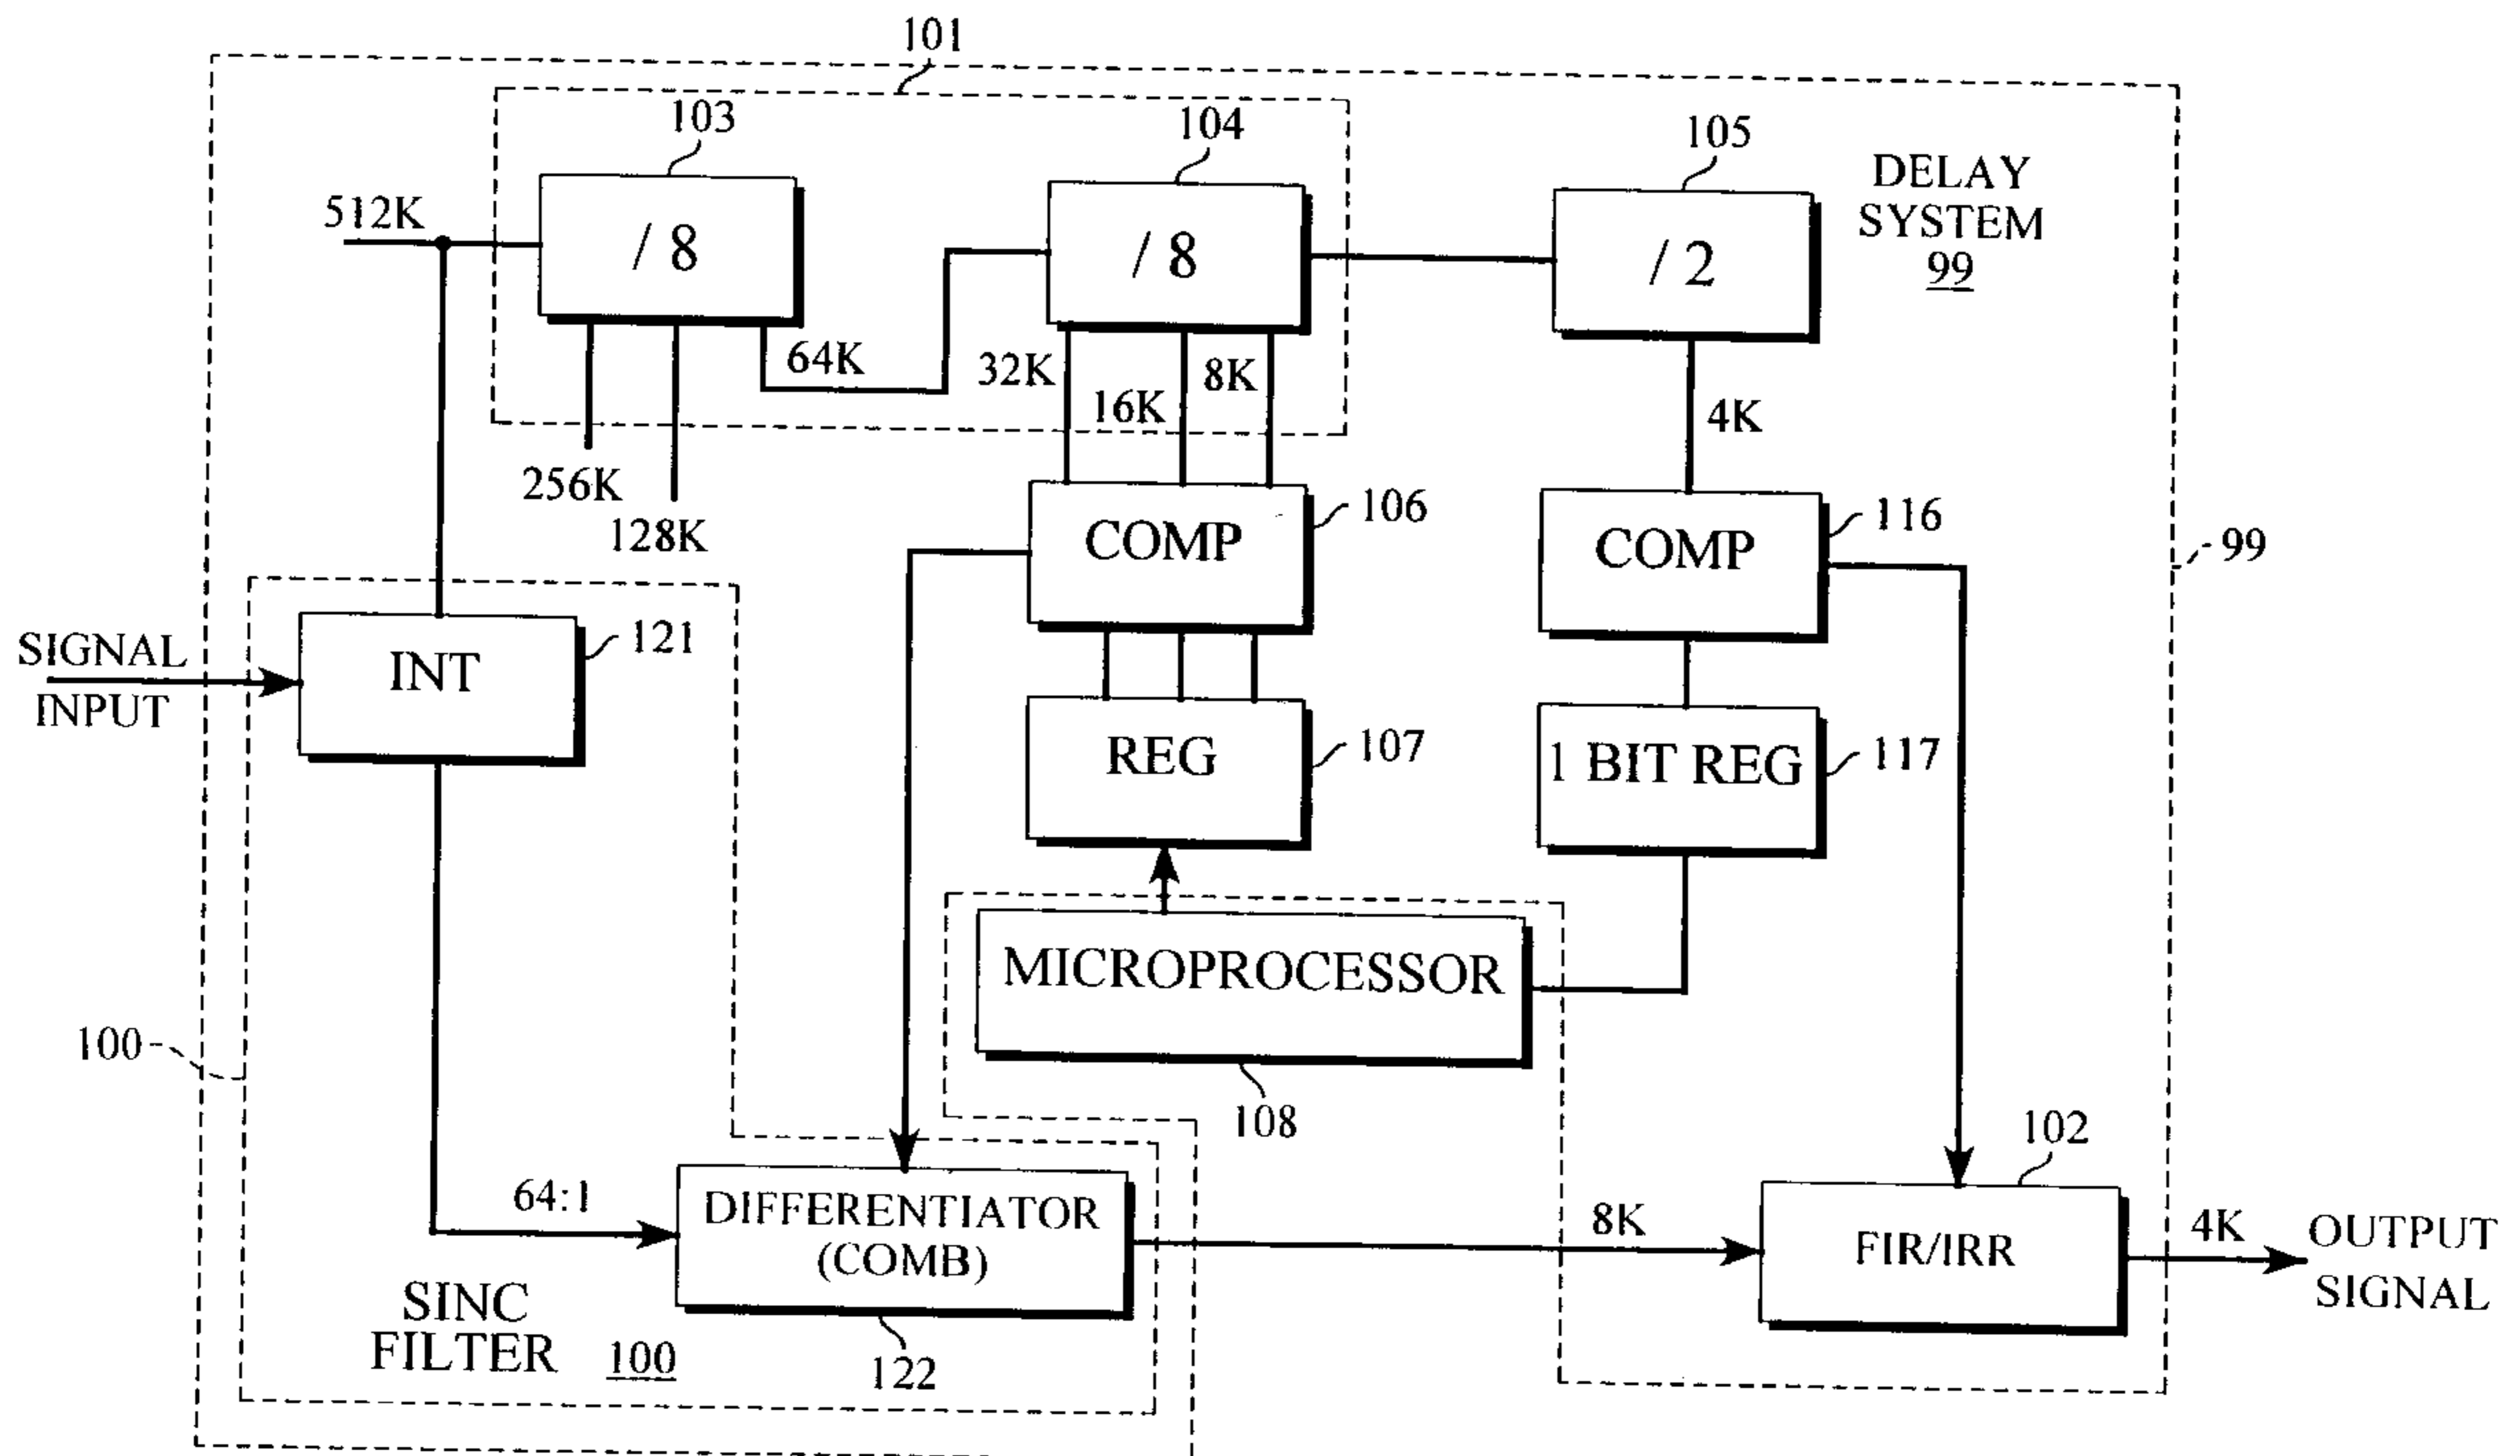 101
103
104
105
DELAY
SYSTEM
99
512K
/ 8
/ 8
/ 2
64K
32K
16K
8K
4K
256K
128K
COMP
106
COMP
116
99
SIGNAL
INPUT
INT
121
REG
107
1 BIT REG
117
MICROPROCESSOR
108
100
102
64:1
DIFFERENTIATOR
(COMB)
8K
FIR/IRR
4K
OUTPUT
SIGNAL
SINC
FILTER
100
122